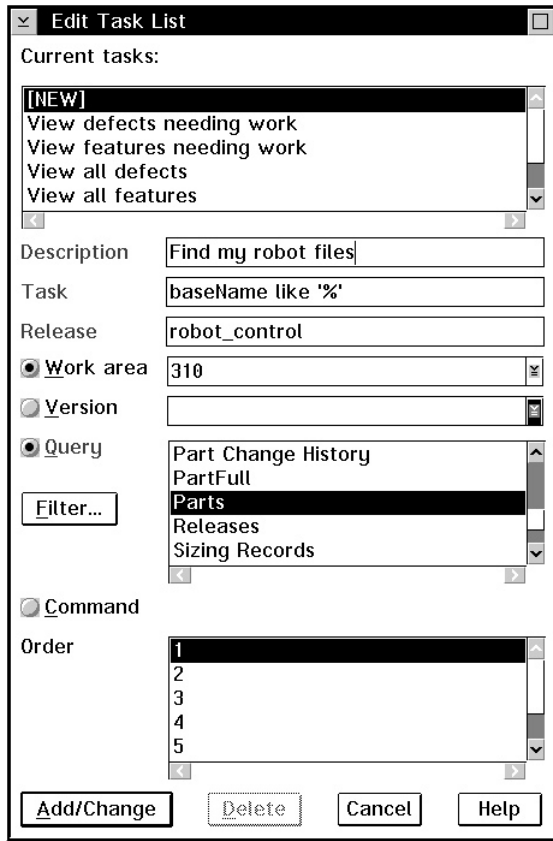 Edit Task List
Current tasks:
[NEW]
View defects needing work
View features needing work
View all defects
View all features
Description Find my robot files
Task baseName like '%'
Release robot_control
Work area 310
Version
Query
Part Change History
PartFull
Parts
Releases
Sizing Records
Filter...
Command
Order
1
2
3
4
5
Add/Change Delete Cancel Help